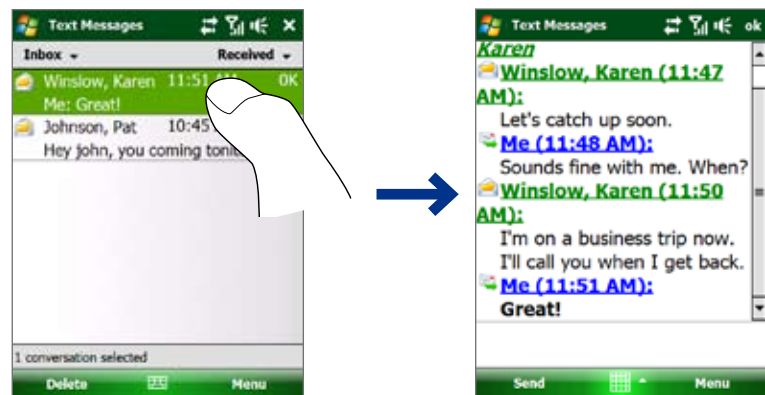 Text Messages
Inbox
Received
Winslow, Karen 11:51 OK
Me: Great!
Johnson, Pat 10:45
Hey john, you coming
1 conversation selected
Delete
Menu
Text Messages ok
Karen
Winslow, Karen (11:47
AM):
Let's catch up soon.
Me (11:48 AM):
Sounds fine with me. When?
Winslow, Karen (11:50
AM):
I'm on a business trip now.
I'll call you when I get back.
Me (11:51 AM):
Great!
Send
Menu